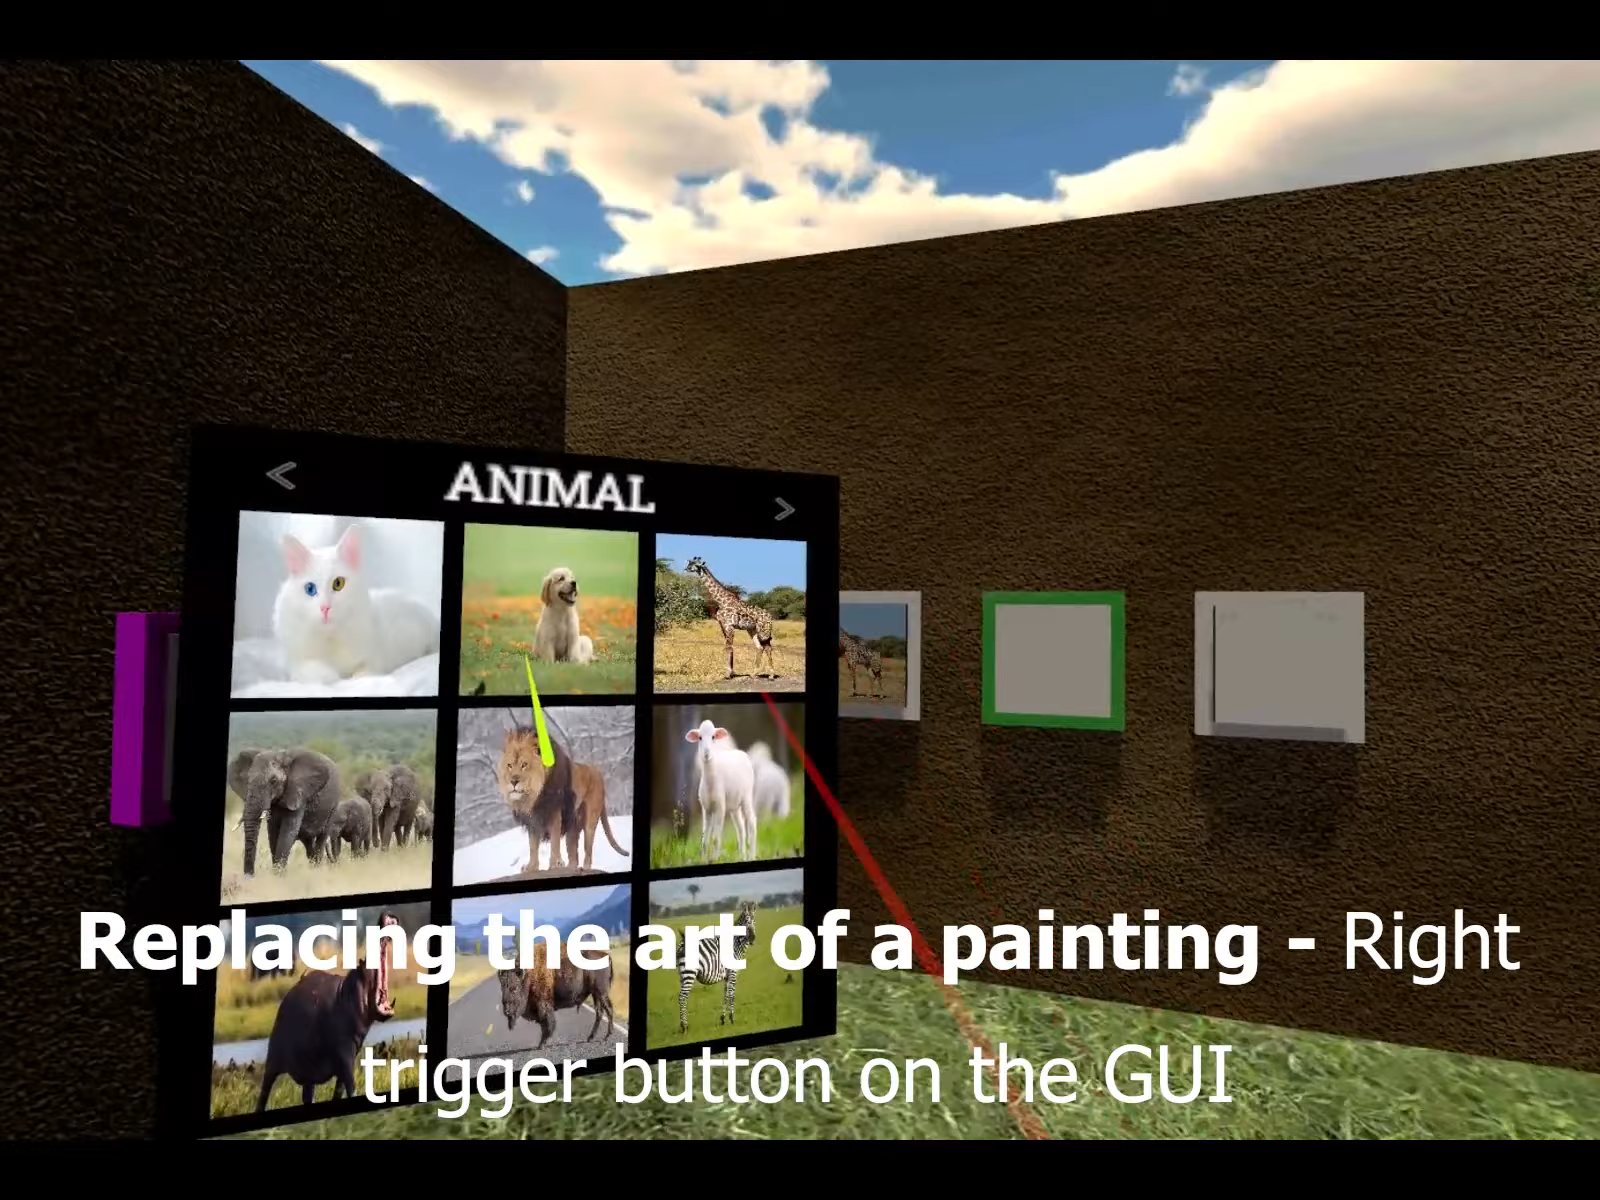 < ANIMAL >
Replacing the art of a painting - Right
trigger button on the GUI